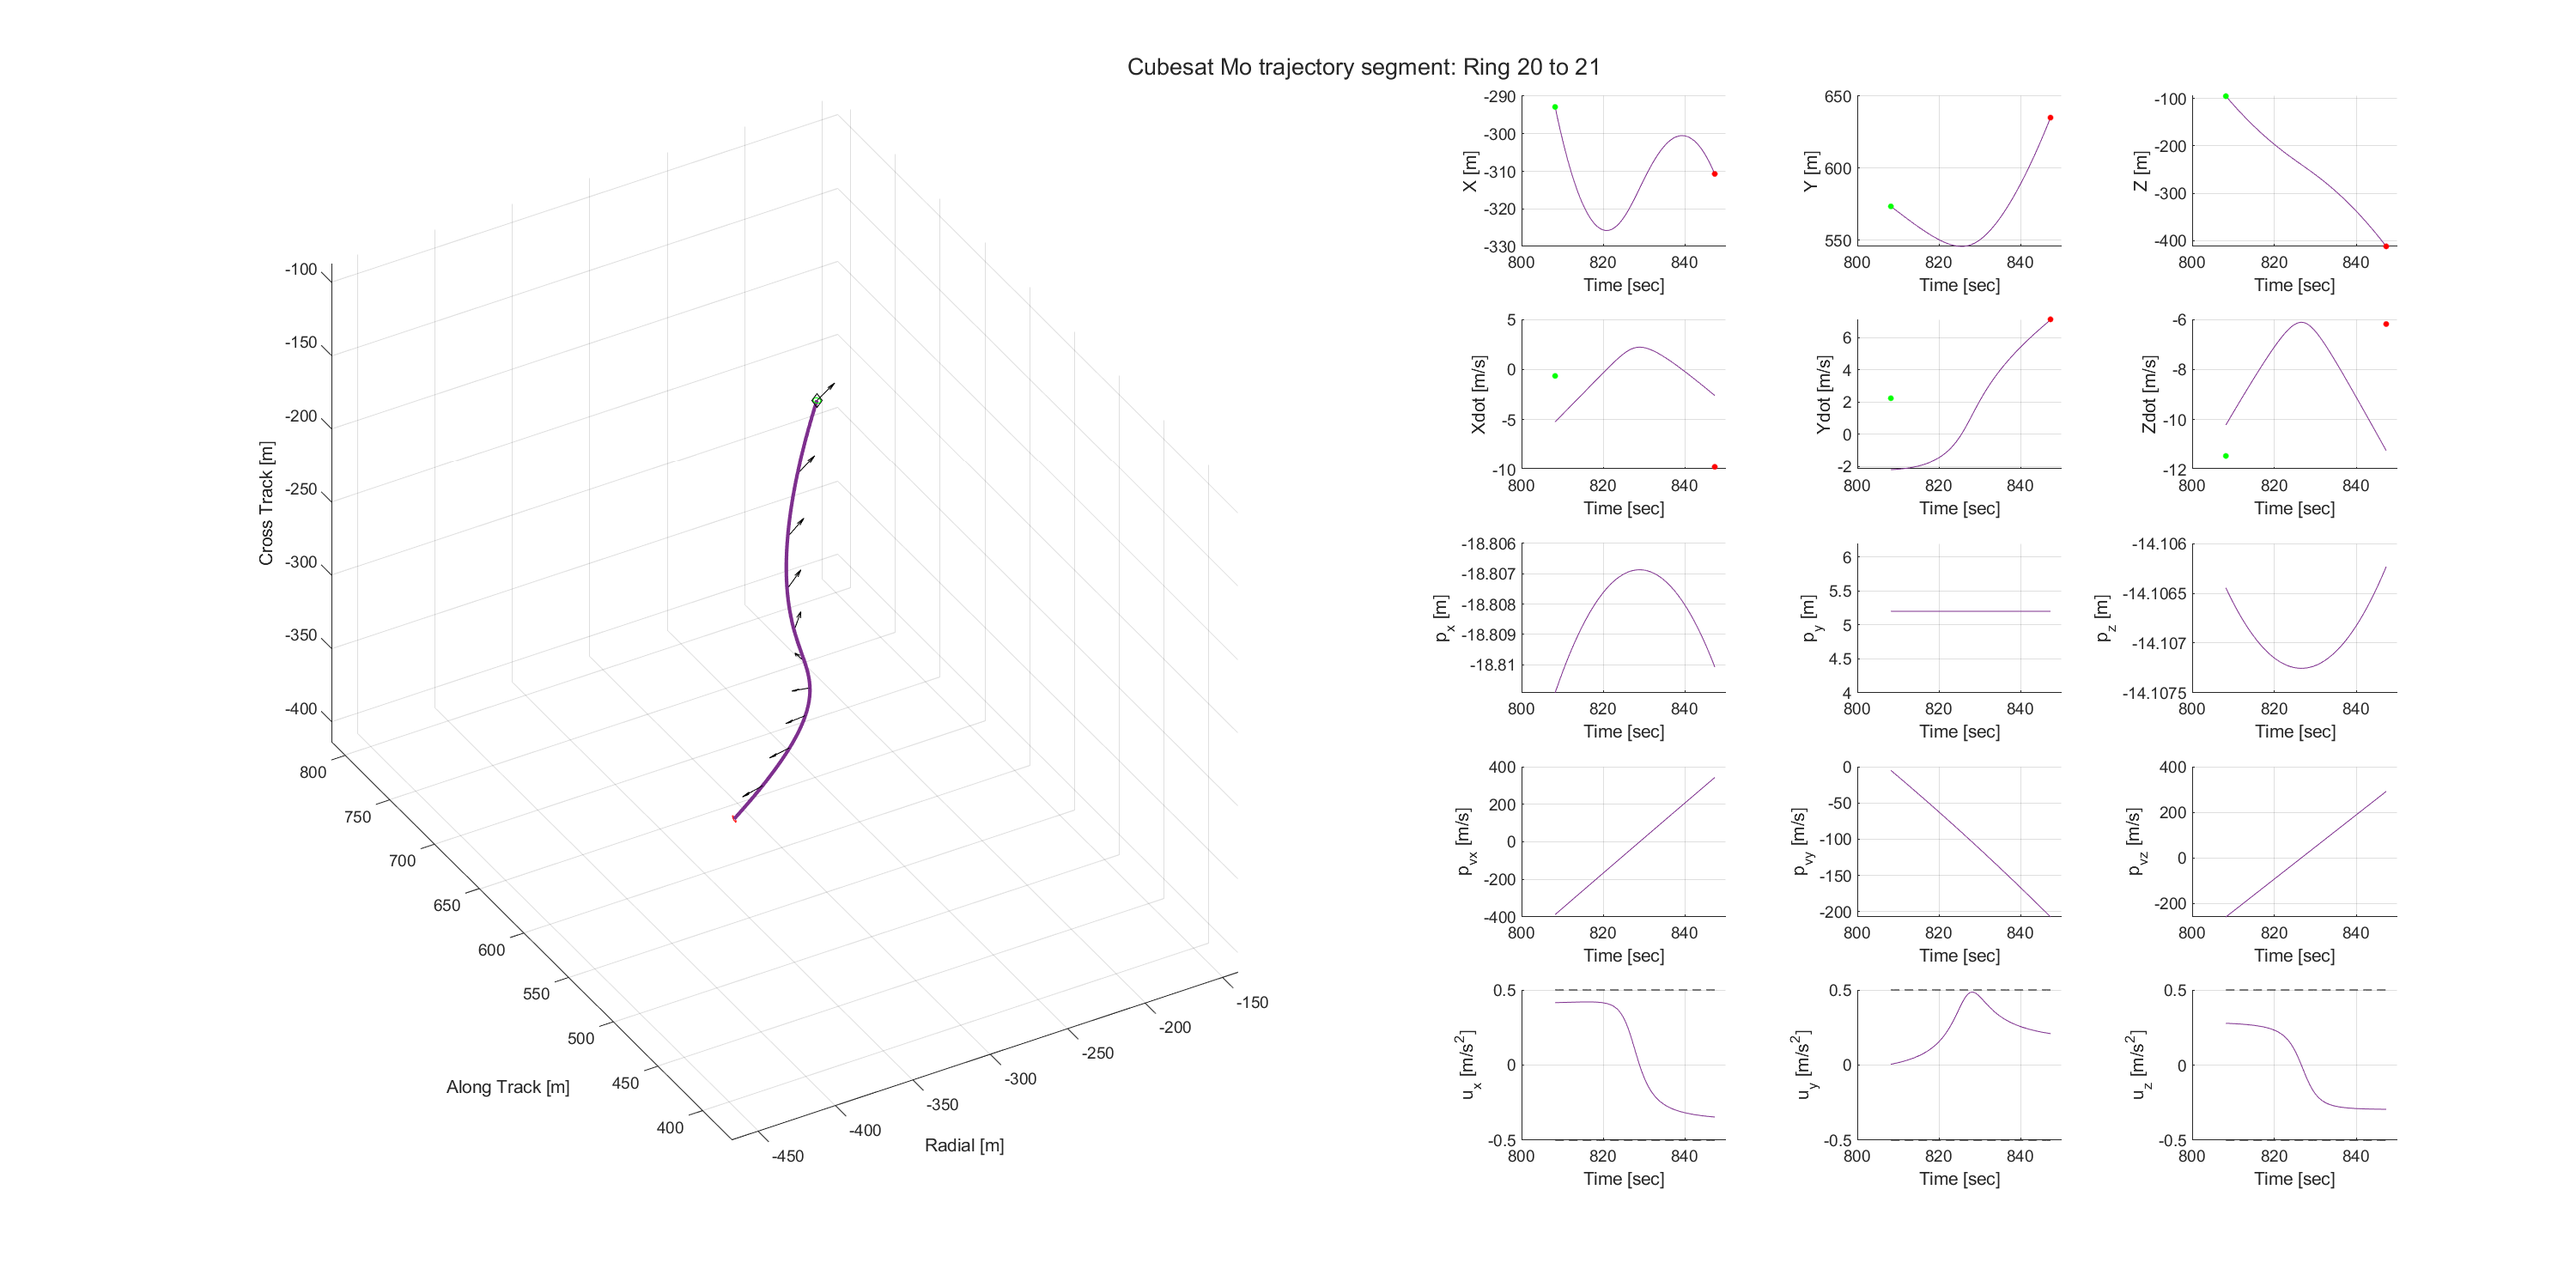 Cubesat Mo trajectory segment: Ring 20 to 21
Cross Track [m]
-100
-150
-200
-250
-300
-350
-400
Along Track [m]
800
750
700
650
600
550
500
450
400
Radial [m]
-450
-400
-350
-300
-250
-200
-150
X [m]
-290
-300
-310
-320
-330
800 820 840
Time [sec]
Y [m]
650
600
550
800 820 840
Time [sec]
Z [m]
-100
-200
-300
-400
800 820 840
Time [sec]
Xdot [m/s]
5
0
-5
-10
800 820 840
Time [sec]
Ydot [m/s]
6
4
2
0
-2
800 820 840
Time [sec]
Zdot [m/s]
-6
-8
-10
-12
800 820 840
Time [sec]
p_x [m]
-18.806
-18.807
-18.808
-18.809
-18.81
800 820 840
Time [sec]
p_y [m]
6
5.5
5
4.5
4
800 820 840
Time [sec]
p_z [m]
-14.106
-14.1065
-14.107
-14.1075
800 820 840
Time [sec]
p_vx [m/s]
400
200
0
-200
-400
800 820 840
Time [sec]
p_vy [m/s]
0
-50
-100
-150
-200
800 820 840
Time [sec]
p_vz [m/s]
400
200
0
-200
800 820 840
Time [sec]
u_x [m/s²]
0.5
0
-0.5
800 820 840
Time [sec]
u_y [m/s²]
0.5
0
-0.5
800 820 840
Time [sec]
u_z [m/s²]
0.5
0
-0.5
800 820 840
Time [sec]